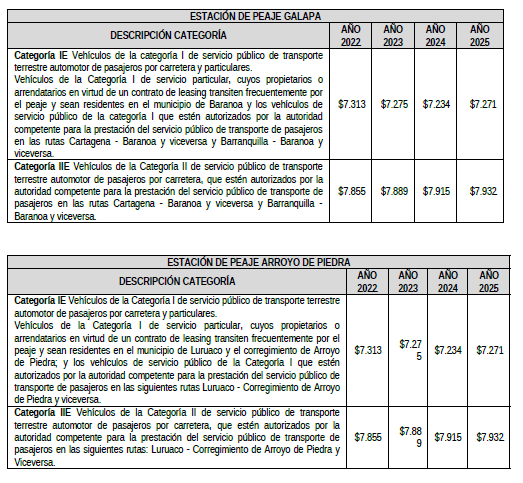 ESTACIÓN DE PEAJE GALAPA
DESCRIPCIÓN CATEGORÍA
AÑO 2022
AÑO 2023
AÑO 2024
AÑO 2025
Categoría IE Vehículos de la categoría I de servicio público de transporte
terrestre automotor de pasajeros por carretera y particulares.
Vehículos de la Categoría I de servicio particular, cuyos propietarios o
arrendatarios en virtud de un contrato de leasing transiten frecuentemente por
el peaje y sean residentes en el municipio de Baranoa y los vehículos de
servicio público de la categoría I que estén autorizados por la autoridad
competente para la prestación del servicio público de transporte de pasajeros
en las rutas Cartagena - Baranoa y viceversa y Barranquilla - Baranoa y
viceversa.
$7.313
$7.275
$7.234
$7.271
Categoría IIE Vehículos de la Categoría II de servicio público de transporte
terrestre automotor de pasajeros por carretera, que estén autorizados por la
autoridad competente para la prestación del servicio público de transporte de
pasajeros en las rutas Cartagena - Baranoa y viceversa y Barranquilla -
Baranoa y viceversa.
$7.855
$7.889
$7.915
$7.932
ESTACIÓN DE PEAJE ARROYO DE PIEDRA
DESCRIPCIÓN CATEGORÍA
AÑO 2022
AÑO 2023
AÑO 2024
AÑO 2025
Categoría IE Vehículos de la Categoría I de servicio público de transporte terrestre
automotor de pasajeros por carretera y particulares.
Vehículos de la Categoría I de servicio particular, cuyos propietarios o
arrendatarios en virtud de un contrato de leasing transiten frecuentemente por el
peaje y sean residentes en el municipio de Luruaco y el corregimiento de Arroyo
de Piedra; y los vehículos de servicio público de la Categoría I que estén
autorizados por la autoridad competente para la prestación del servicio público de
transporte de pasajeros en las siguientes rutas Luruaco - Corregimiento de Arroyo
de Piedra y viceversa.
$7.313
$7.27
5
$7.234
$7.271
Categoría IIE Vehículos de la Categoría II de servicio público de transporte
terrestre automotor de pasajeros por carretera, que estén autorizados por la
autoridad competente para la prestación del servicio público de transporte de
pasajeros en las siguientes rutas: Luruaco - Corregimiento de Arroyo de Piedra y
Viceversa.
$7.855
$7.88
9
$7.915
$7.932